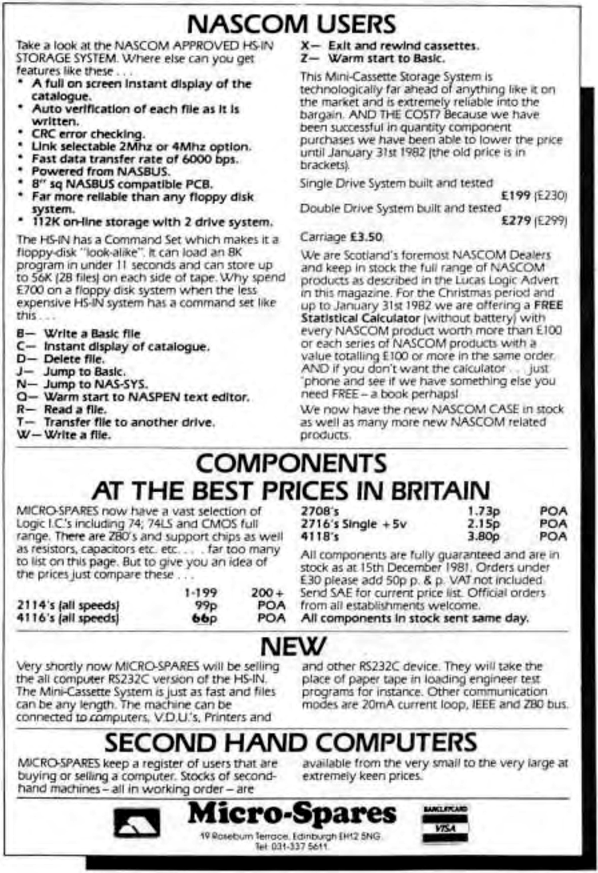 NASCOM USERS
Take a look at the NASCOM APPROVED HS-IN
STORAGE SYSTEM. Where else can you get
features like these . . .
* A full on screen instant display of the
catalogue.
* Auto verification of each file as it is
written.
* CRC error checking.
* Link selectable 2Mhz or 4Mhz option.
* Fast data transfer rate of 6000 bps.
* Powered from NASBUS.
* 8" sq NASBUS compatible PCB.
* Far more reliable than any floppy disk
system.
* 112K on-line storage with 2 drive system.
The HS-IN has a Command Set which makes it a
floppy-disk "look-alike". It can load an 8K
program in under 11 seconds and can store up
to 56K (28 files) on each side of tape. Why spend
£700 on a floppy disk system when the less
expensive HS-IN system has a command set like
this . . .
B— Write a Basic file
C— Instant display of catalogue.
D— Delete file.
J— Jump to Basic.
N— Jump to NAS-SYS.
Q— Warm start to NASPEN text editor.
R— Read a file.
T— Transfer file to another drive.
W— Write a file.
X— Exit and rewind cassettes.
Z— Warm start to Basic.
This Mini-Cassette Storage System is
technologically far ahead of anything like it on
the market and is extremely reliable into the
bargain. AND THE COST? Because we have
been successful in quantity component
purchases we have been able to lower the price
until January 31st 1982 (the old price is in
brackets).
Single Drive System built and tested
£199 (£230)
Double Drive System built and tested
£279 (£299)
Carriage £3.50.
We are Scotland's foremost NASCOM Dealers
and keep in stock the full range of NASCOM
products as described in the Lucas Logic Advert
in this magazine. For the Christmas period and
up to January 31st 1982 we are offering a FREE
Statistical Calculator (without battery) with
every NASCOM product worth more than £100
or each series of NASCOM products with a
value totalling £100 or more in the same order.
AND if you don't want the calculator . . . just
'phone and see if we have something else you
need FREE – a book perhaps!
We now have the new NASCOM CASE in stock
as well as many more new NASCOM related
products.
COMPONENTS
AT THE BEST PRICES IN BRITAIN
MICRO-SPARES now have a vast selection of
Logic I.C.'s including 74; 74LS and CMOS full
range. There are Z80's and support chips as well
as resistors, capacitors etc. etc. . . . far too many
to list on this page. But to give you an idea of
the prices just compare these . . .
1-199 200+
2114's (all speeds) 99p POA
4116's (all speeds) 66p POA
2708's 1.73p POA
2716's Single +5v 2.15p POA
4118's 3.80p POA
All components are fully guaranteed and are in
stock as at 15th December 1981. Orders under
£30 please add 50p p. & p. VAT not included.
Send SAE for current price list. Official orders
from all establishments welcome.
All components in stock sent same day.
NEW
Very shortly now MICRO-SPARES will be selling
the all computer RS232C version of the HS-IN.
The Mini-Cassette System is just as fast and files
can be any length. The machine can be
connected to computers, V.D.U.'s, Printers and
and other RS232C device. They will take the
place of paper tape in loading engineer test
programs for instance. Other communication
modes are 20mA current loop, IEEE and Z80 bus.
SECOND HAND COMPUTERS
MICRO-SPARES keep a register of users that are
buying or selling a computer. Stocks of second-
hand machines – all in working order – are
available from the very small to the very large at
extremely keen prices.
Micro-Spares
19 Roseburn Terrace, Edinburgh EH12 5NG.
Tel: 031-337 5611.
BARCLAYCARD
VISA